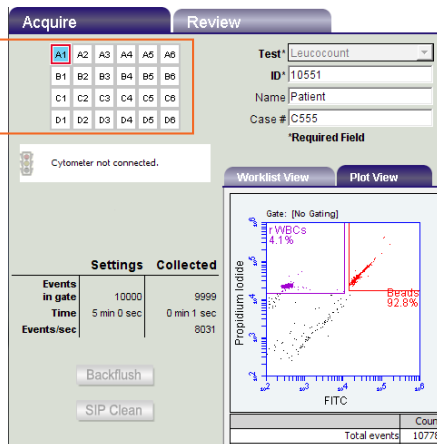 Acquire Review
A1 A2 A3 A4 A5 A6
B1 B2 B3 B4 B5 B6
C1 C2 C3 C4 C5 C6
D1 D2 D3 D4 D5 D6
Test* Leucocount
ID* 10551
Name Patient
Case # C555
*Required Field
Cytometer not connected.
Worklist View Plot View
Gate: [No Gating]
rWBCs
4.1%
Beads
92.8%
Propidium Iodide
FITC
Settings Collected
Events in gate 10000 9999
Time 5 min 0 sec 0 min 1 sec
Events/sec 8031
Backflush
SIP Clean
Coun
Total events 10778